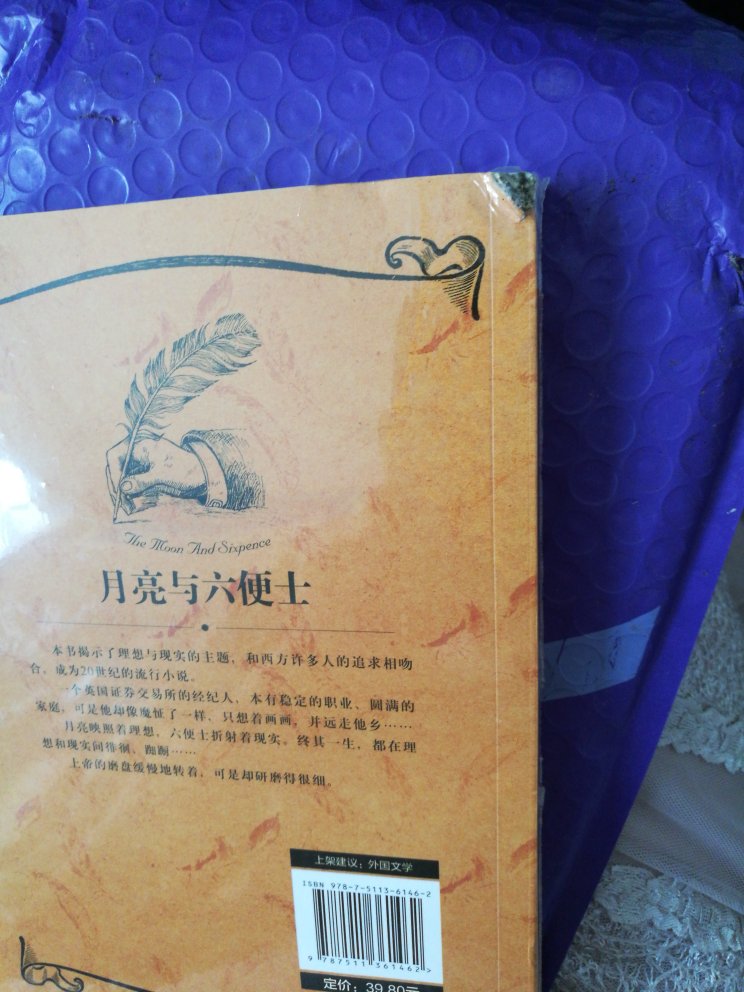 The Moon And Sixpence
月亮与六便士
本书揭示了理想与现实的主题，和西方许多人的追求相吻
合，成为20世纪的流行小说。
一个英国证券交易所的经纪人，本有稳定的职业、圆满的
家庭，可是他却像魔怔了一样，只想着画画，并远走他乡……
月亮映照着理想，六便士折射着现实。终其一生，都在理
想和现实间徘徊、踟蹰……
上帝的磨盘缓慢地转着，可是却研磨得很细。
上架建议：外国文学
ISBN 978-7-5113-6146-2
9 787511 361462 >
定价：39.80元